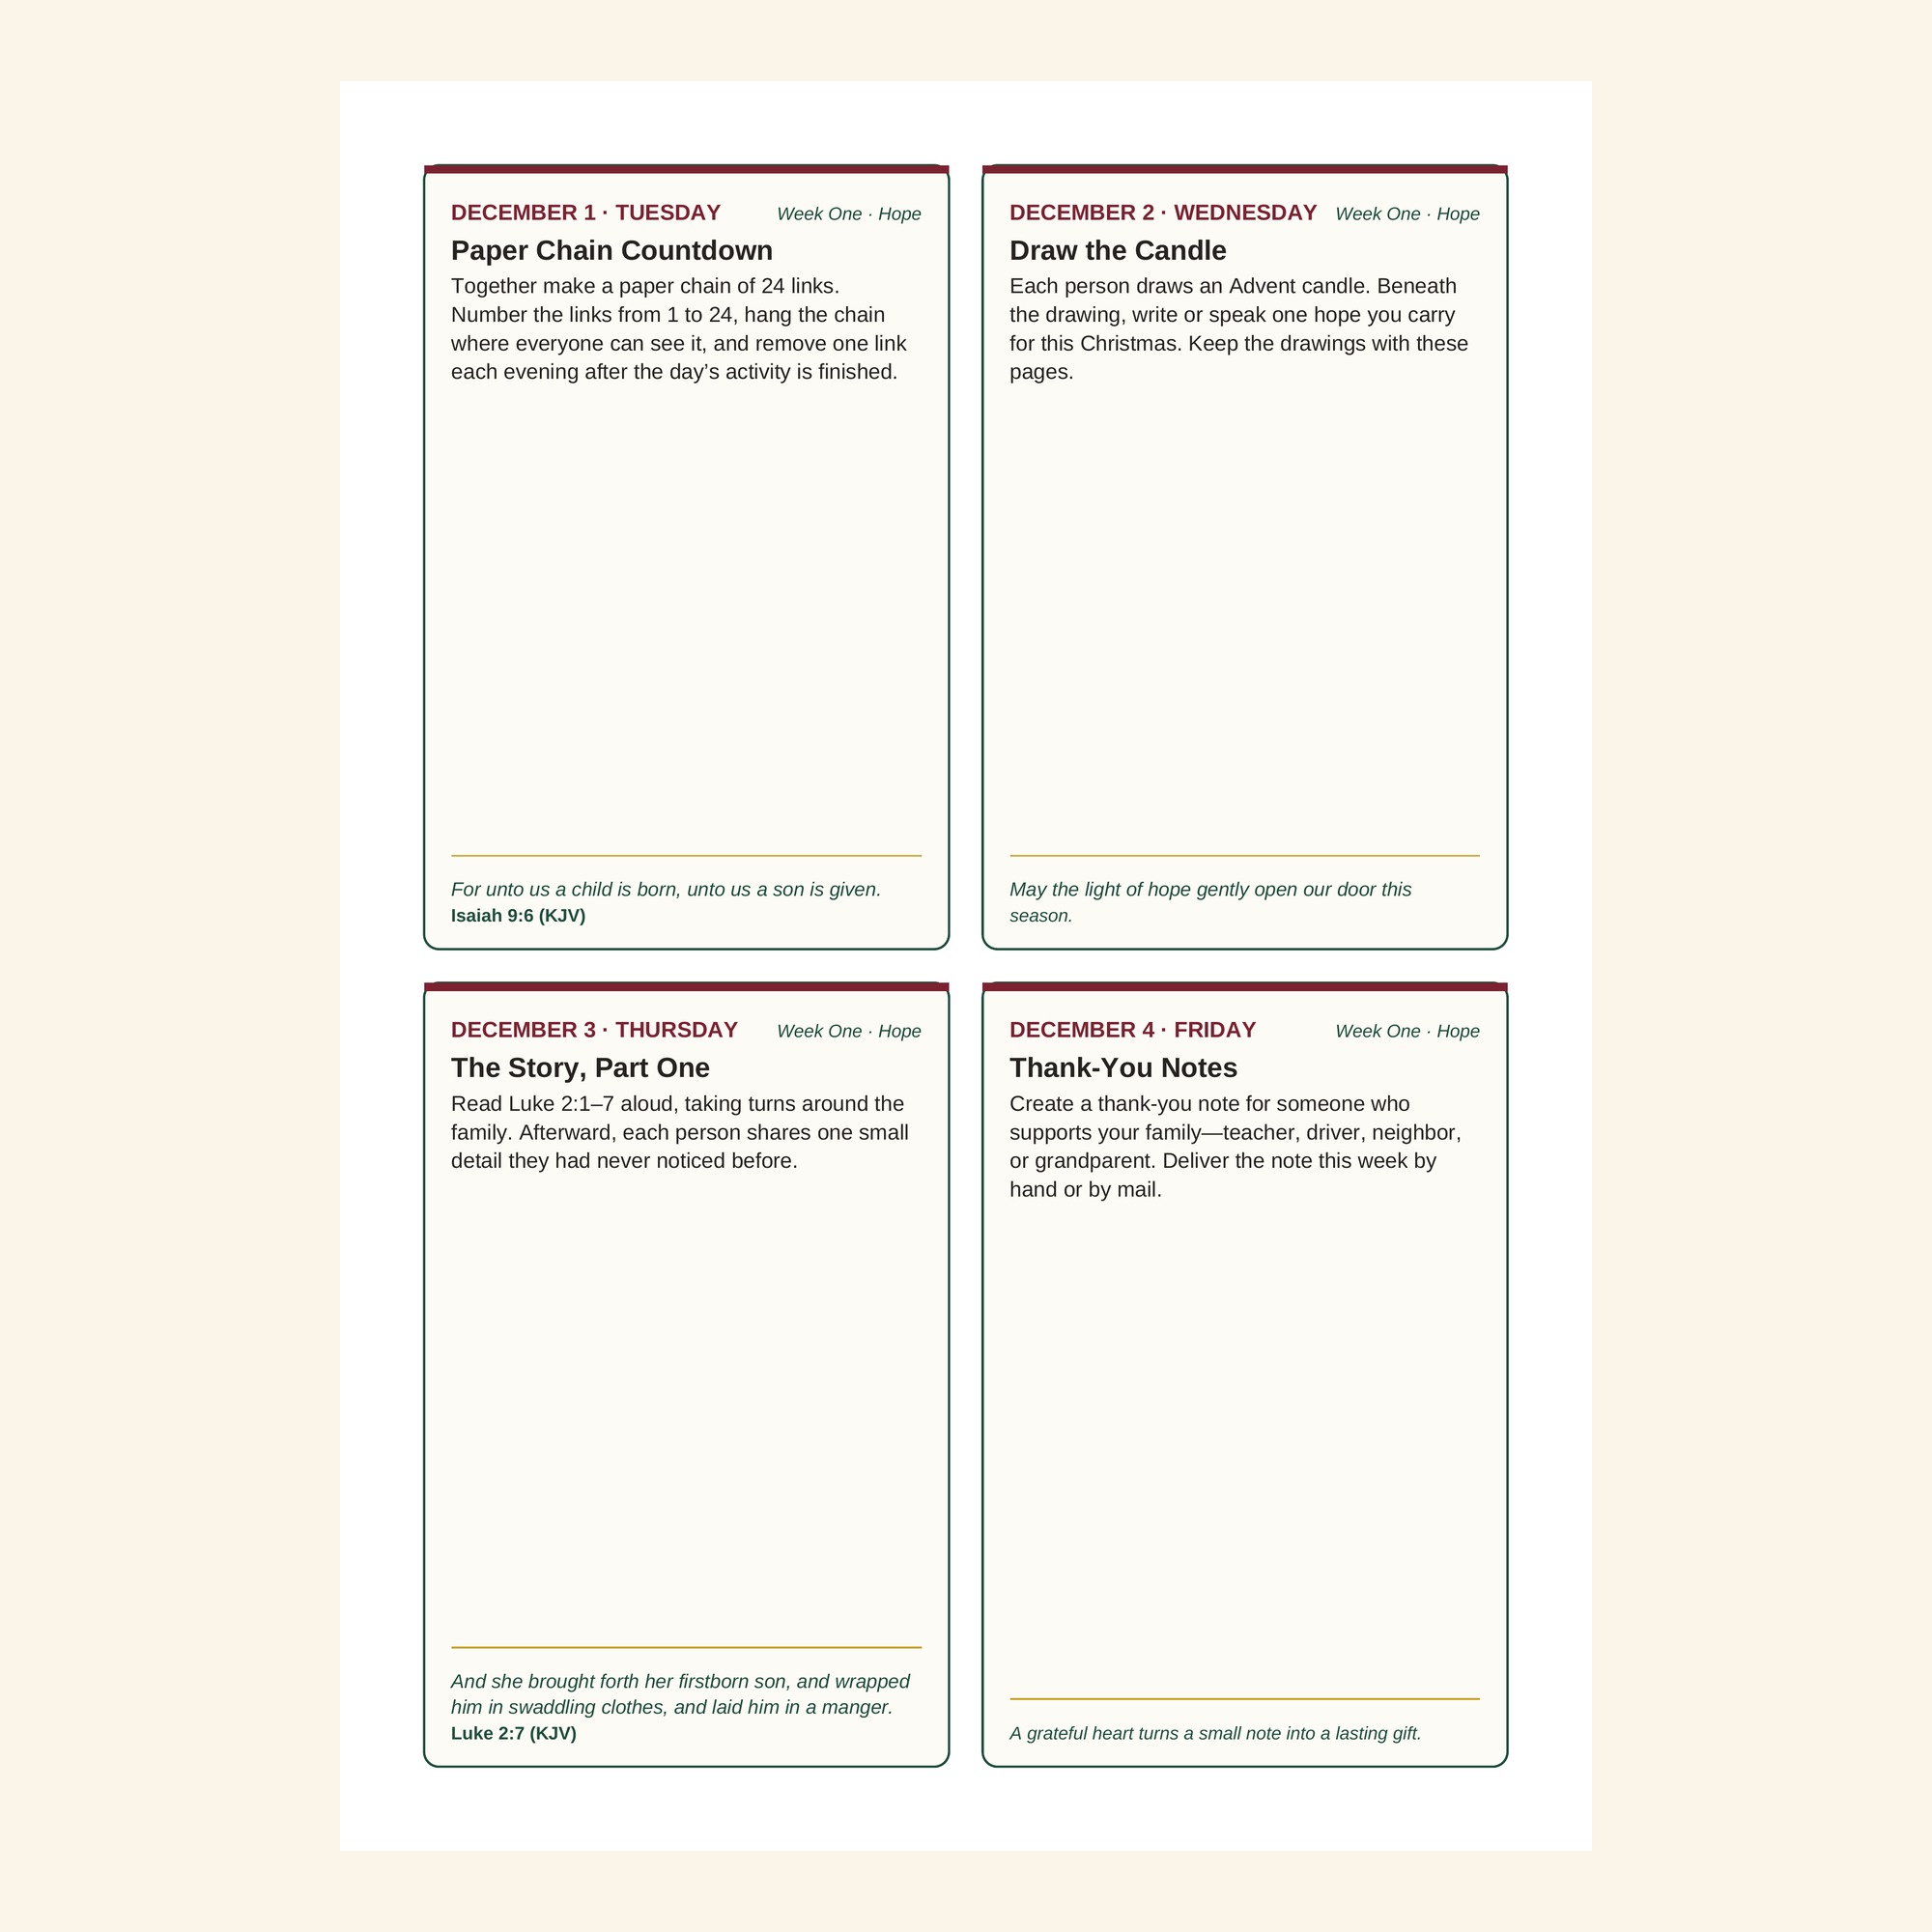 DECEMBER 1 · TUESDAY
Week One · Hope
Paper Chain Countdown
Together make a paper chain of 24 links.
Number the links from 1 to 24, hang the chain
where everyone can see it, and remove one link
each evening after the day’s activity is finished.
For unto us a child is born, unto us a son is given.
Isaiah 9:6 (KJV)
DECEMBER 2 · WEDNESDAY
Week One · Hope
Draw the Candle
Each person draws an Advent candle. Beneath
the drawing, write or speak one hope you carry
for this Christmas. Keep the drawings with these
pages.
May the light of hope gently open our door this
season.
DECEMBER 3 · THURSDAY
Week One · Hope
The Story, Part One
Read Luke 2:1–7 aloud, taking turns around the
family. Afterward, each person shares one small
detail they had never noticed before.
And she brought forth her firstborn son, and wrapped
him in swaddling clothes, and laid him in a manger.
Luke 2:7 (KJV)
DECEMBER 4 · FRIDAY
Week One · Hope
Thank-You Notes
Create a thank-you note for someone who
supports your family—teacher, driver, neighbor,
or grandparent. Deliver the note this week by
hand or by mail.
A grateful heart turns a small note into a lasting gift.